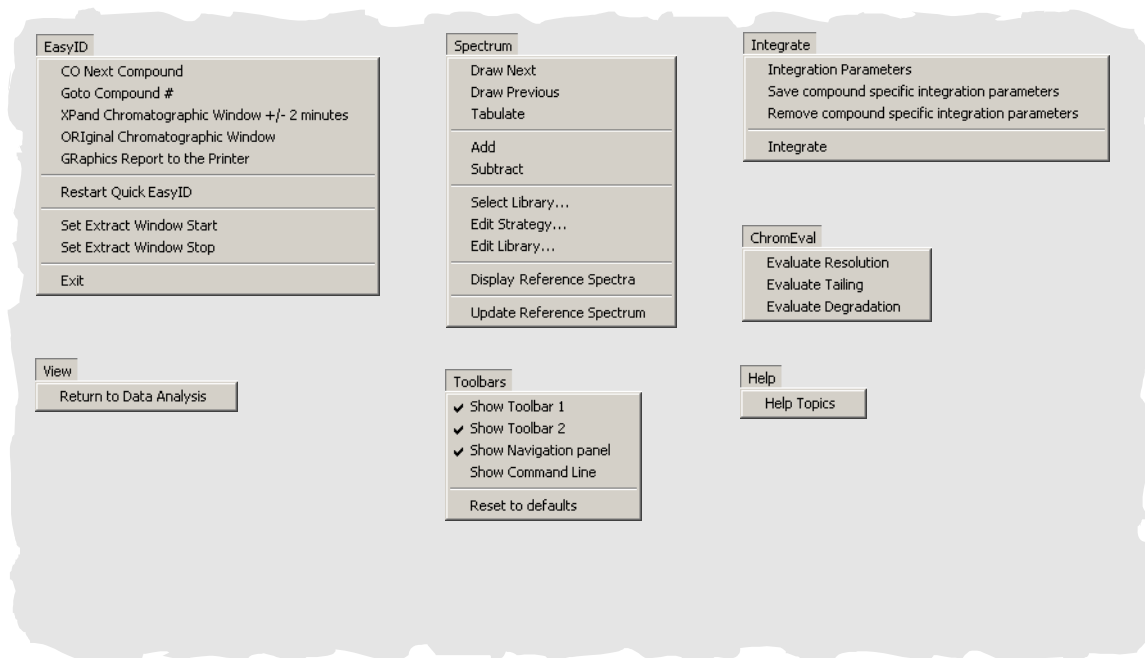 EasyID
CO Next Compound
Goto Compound #
XPand Chromatographic Window +/- 2 minutes
ORIginal Chromatographic Window
GRaphics Report to the Printer
Restart Quick EasyID
Set Extract Window Start
Set Extract Window Stop
Exit
Spectrum
Draw Next
Draw Previous
Tabulate
Add
Subtract
Select Library...
Edit Strategy...
Edit Library...
Display Reference Spectra
Update Reference Spectrum
Integrate
Integration Parameters
Save compound specific integration parameters
Remove compound specific integration parameters
Integrate
ChromEval
Evaluate Resolution
Evaluate Tailing
Evaluate Degradation
View
Return to Data Analysis
Toolbars
Show Toolbar 1
Show Toolbar 2
Show Navigation panel
Show Command Line
Reset to defaults
Help
Help Topics